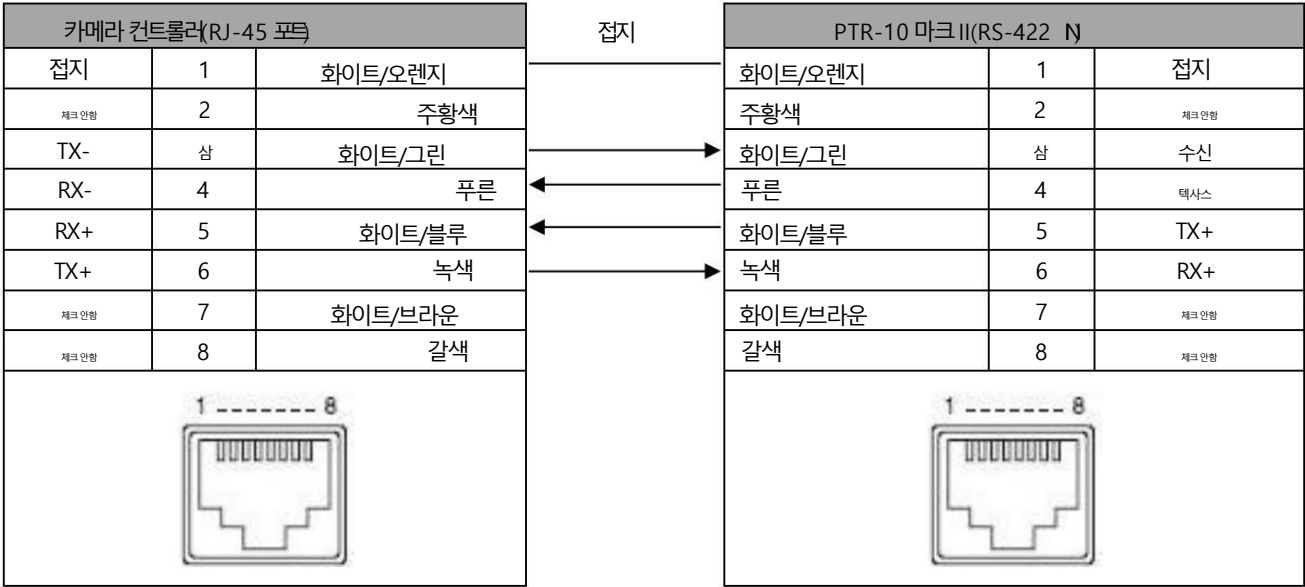 카메라 컨트롤러(RJ-45 포트)
접지
PTR-10 마크 II(RS-422 IN)
접지 1 화이트/오렌지 화이트/오렌지 1 접지
체크 안함 2 주황색 주황색 2 체크 안함
TX- 삼 화이트/그린 화이트/그린 삼 수신
RX- 4 푸른 푸른 4 텍사스
RX+ 5 화이트/블루 화이트/블루 5 TX+
TX+ 6 녹색 녹색 6 RX+
체크 안함 7 화이트/브라운 화이트/브라운 7 체크 안함
체크 안함 8 갈색 갈색 8 체크 안함
1 ------- 8 1 ------- 8